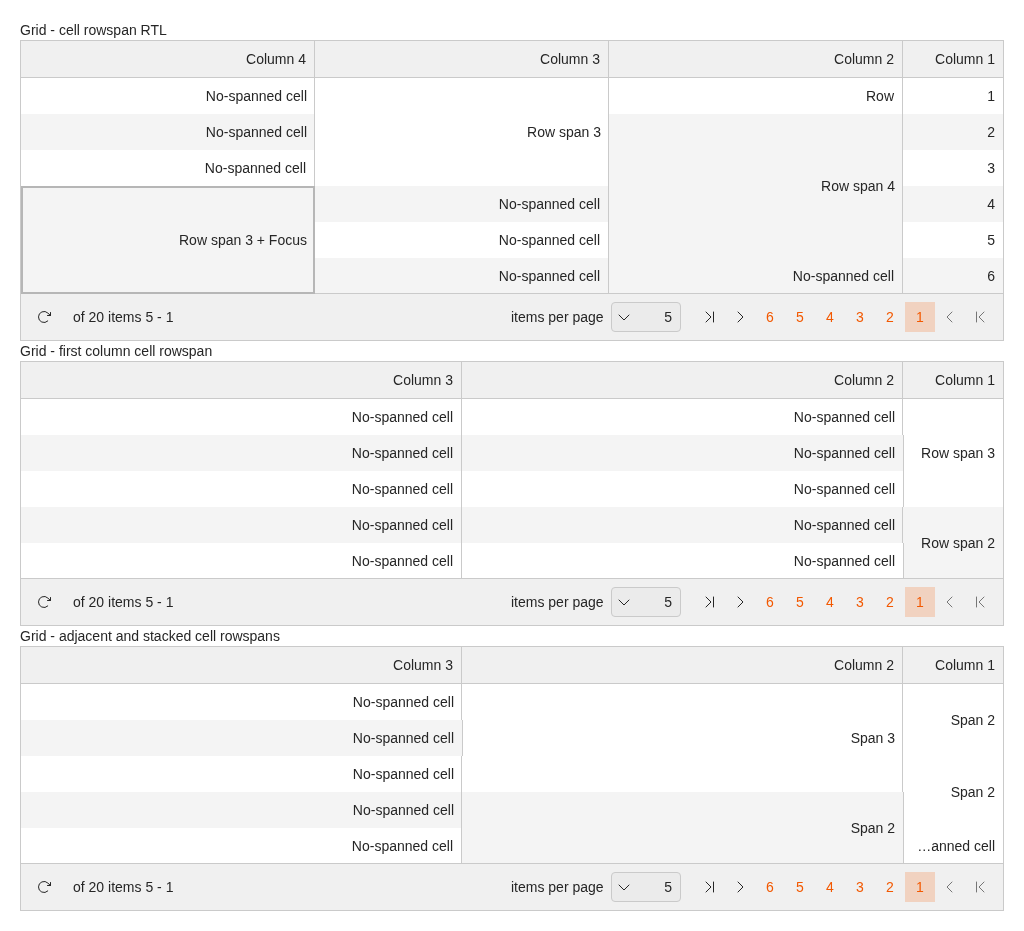 Grid - cell rowspan RTL
Column 4 Column 3 Column 2 Column 1
No-spanned cell Row 1
No-spanned cell Row span 3 2
No-spanned cell 3
Row span 4
No-spanned cell 4
Row span 3 + Focus No-spanned cell 5
No-spanned cell No-spanned cell 6
of 20 items 5 - 1 items per page 5 6 5 4 3 2 1
Grid - first column cell rowspan
Column 3 Column 2 Column 1
No-spanned cell No-spanned cell
No-spanned cell No-spanned cell Row span 3
No-spanned cell No-spanned cell
No-spanned cell No-spanned cell
Row span 2
No-spanned cell No-spanned cell
of 20 items 5 - 1 items per page 5 6 5 4 3 2 1
Grid - adjacent and stacked cell rowspans
Column 3 Column 2 Column 1
No-spanned cell
Span 2
No-spanned cell Span 3
No-spanned cell
Span 2
No-spanned cell
Span 2
No-spanned cell …anned cell
of 20 items 5 - 1 items per page 5 6 5 4 3 2 1